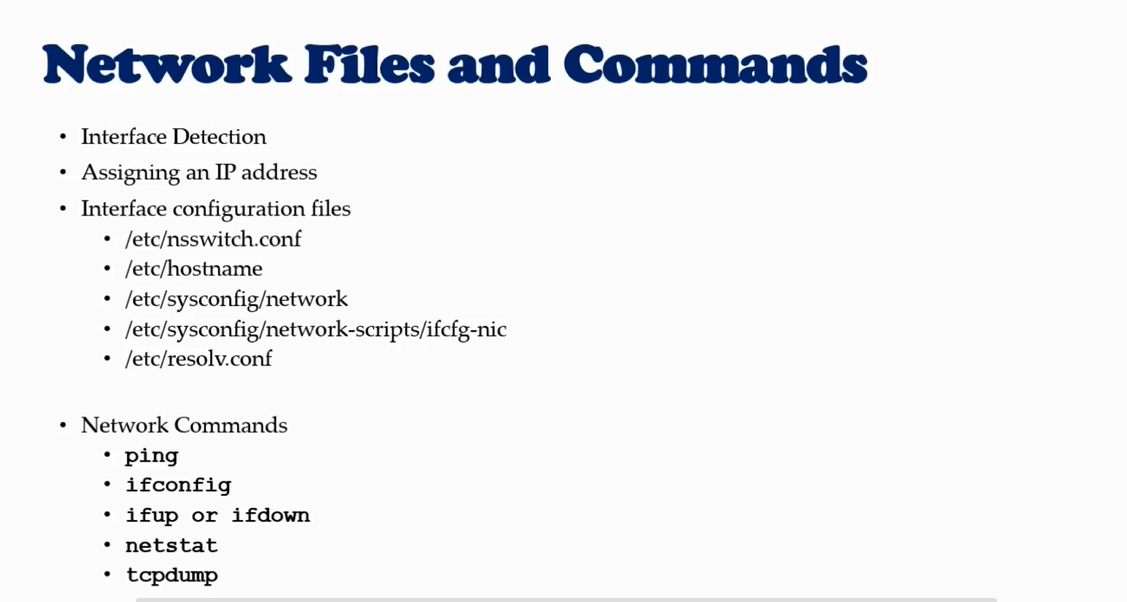 Network Files and Commands
• Interface Detection
• Assigning an IP address
• Interface configuration files
• /etc/nsswitch.conf
• /etc/hostname
• /etc/sysconfig/network
• /etc/sysconfig/network-scripts/ifcfg-nic
• /etc/resolv.conf
• Network Commands
• ping
• ifconfig
• ifup or ifdown
• netstat
• tcpdump